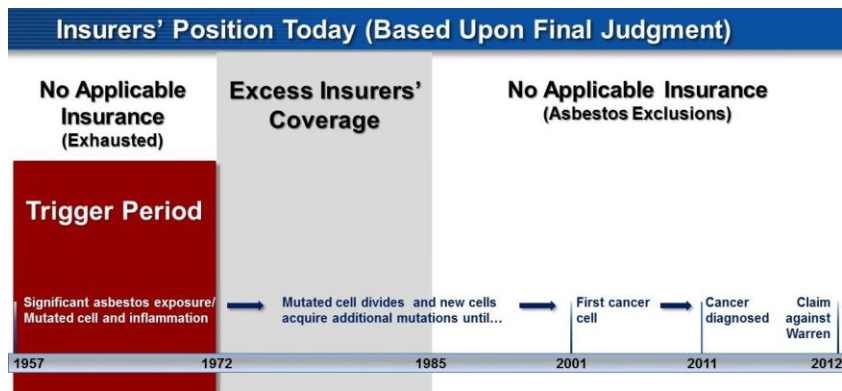 Insurers’ Position Today (Based Upon Final Judgment)
No Applicable
Insurance
(Exhausted)
Excess Insurers’
Coverage
No Applicable Insurance
(Asbestos Exclusions)
Trigger Period
Significant asbestos exposure/
Mutated cell and inflammation
Mutated cell divides and new cells
acquire additional mutations until...
First cancer
cell
Cancer
diagnosed
Claim
against
Warren
1957
1972
1985
2001
2011
2012